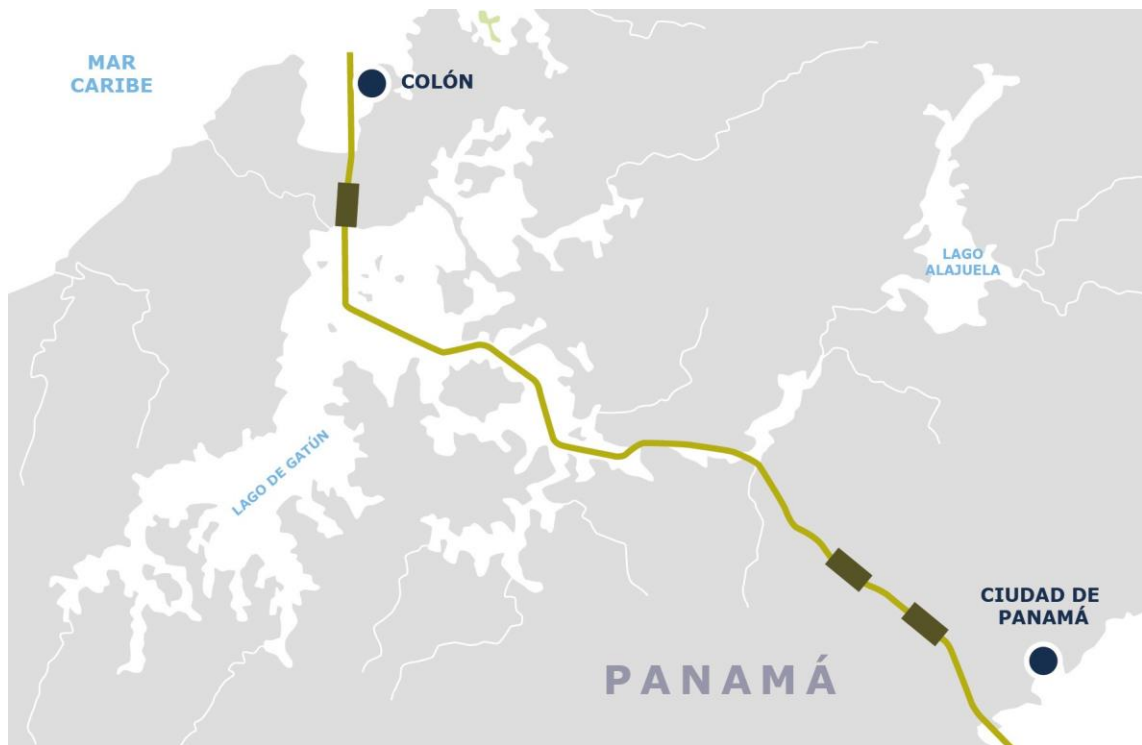 MAR
CARIBE
COLÓN
LAGO
ALAJUELA
LAGO DE GATÚN
CIUDAD DE
PANAMÁ
PANAMÁ